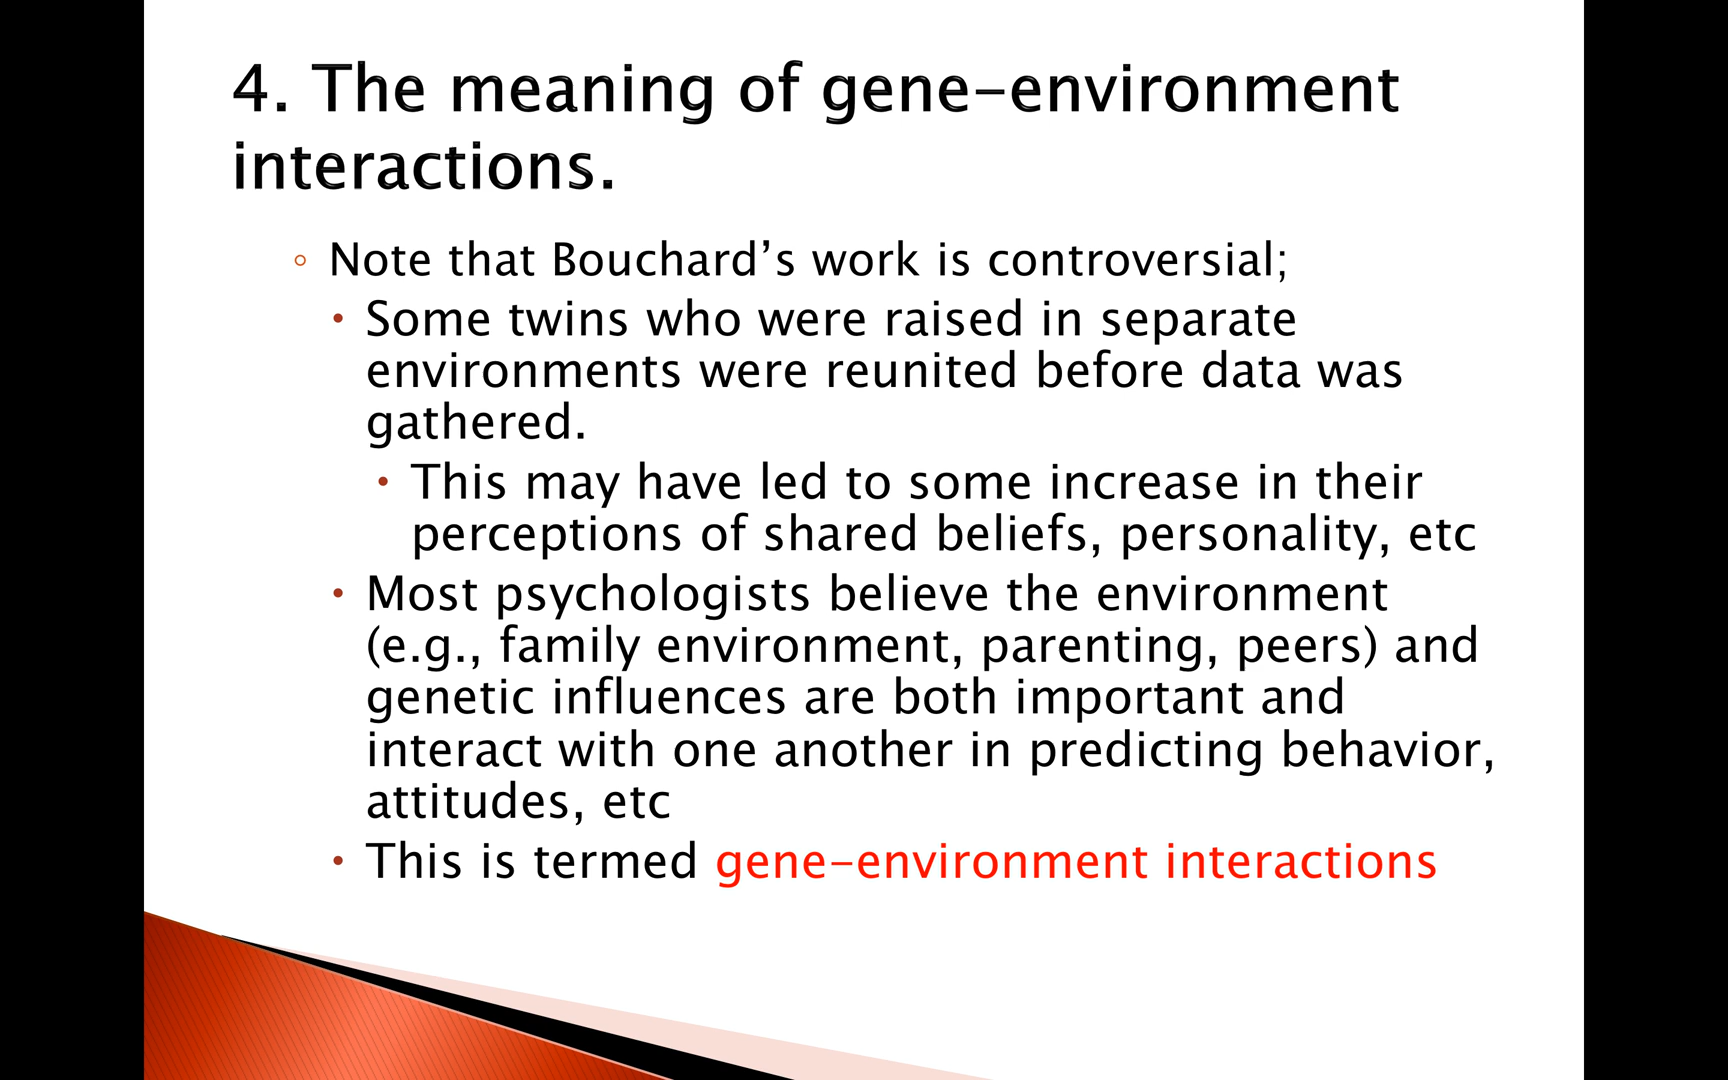 4. The meaning of gene-environment
interactions.
◦ Note that Bouchard’s work is controversial;
• Some twins who were raised in separate
environments were reunited before data was
gathered.
• This may have led to some increase in their
perceptions of shared beliefs, personality, etc
• Most psychologists believe the environment
(e.g., family environment, parenting, peers) and
genetic influences are both important and
interact with one another in predicting behavior,
attitudes, etc
• This is termed gene-environment interactions